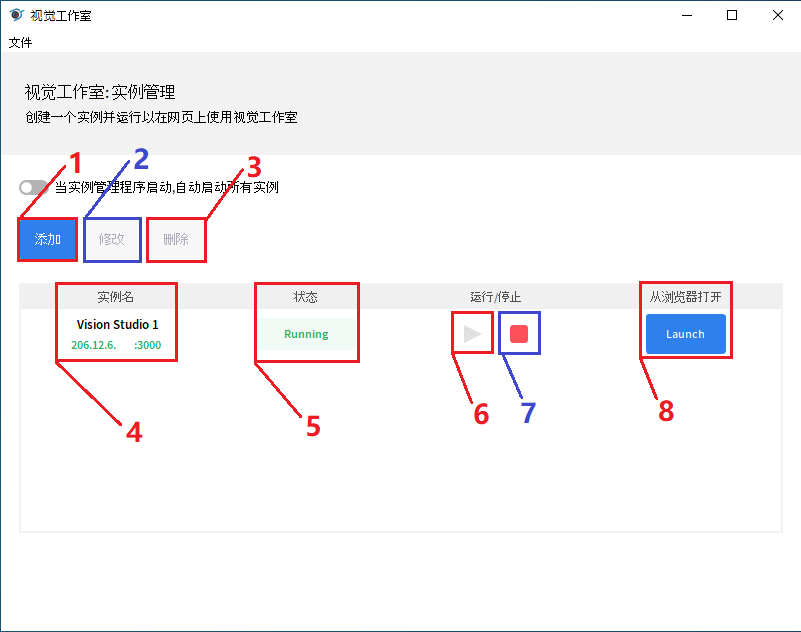 视觉工作室
文件
视觉工作室:实例管理
创建一个实例并运行以在网页上使用视觉工作室
1 2 3
当实例管理程序启动,自动启动所有实例
添加 修改 删除
实例名 状态 运行/停止 从浏览器打开
Vision Studio 1 Running Launch
206.12.6. :3000
4 5 6 7 8